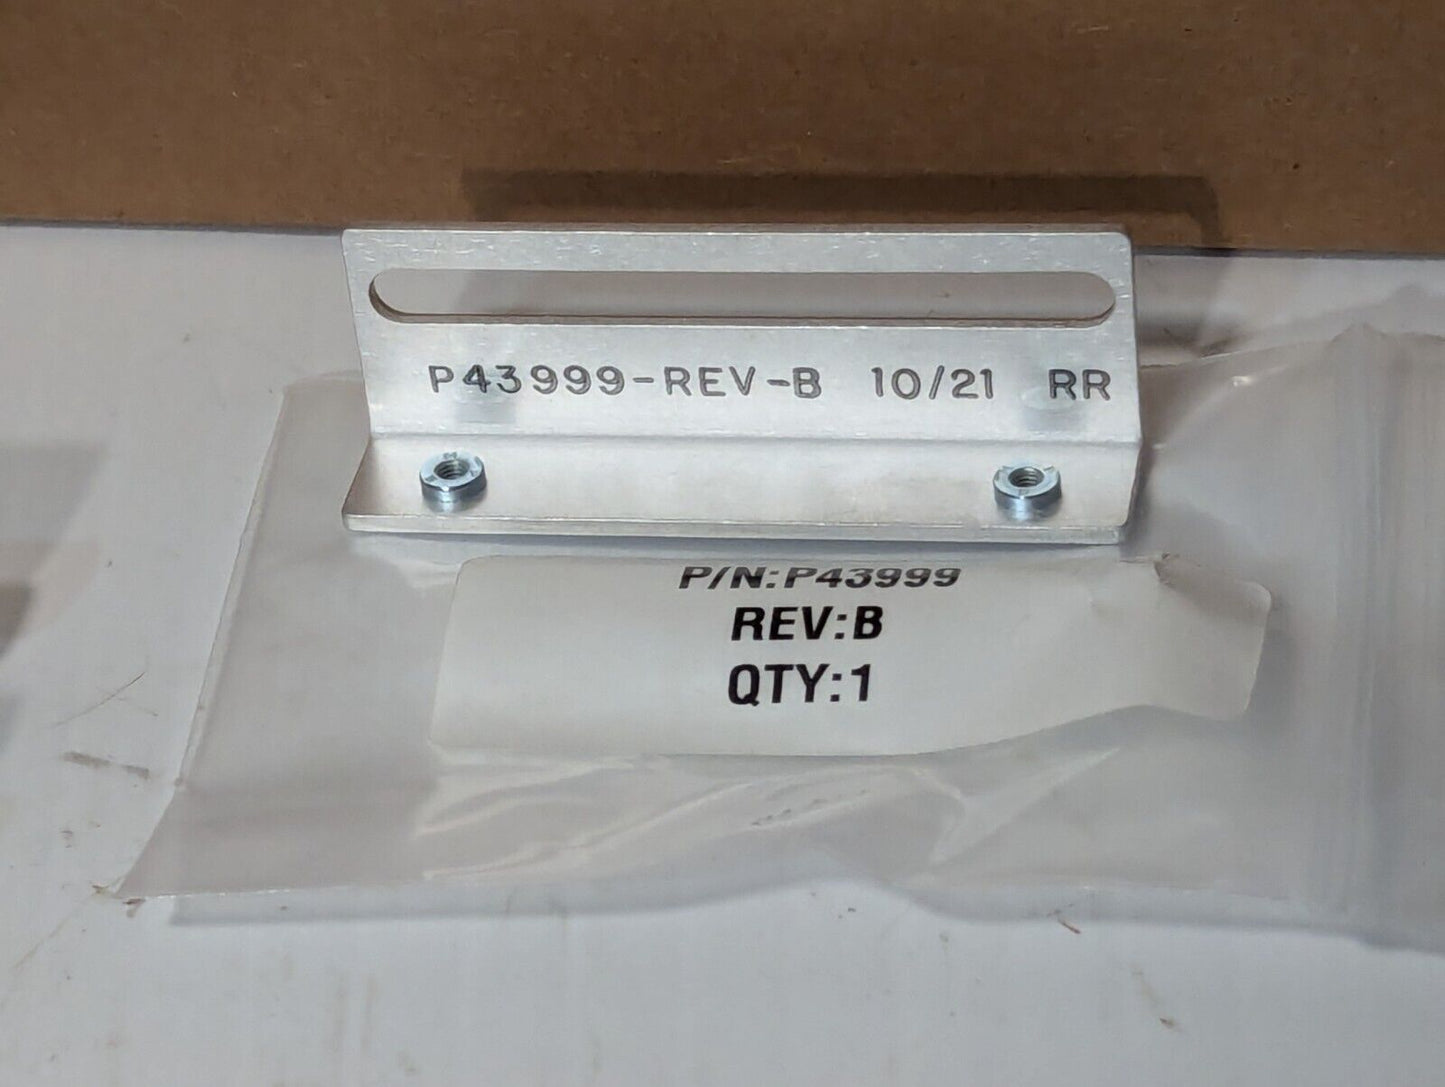 P43999-REV-B 10/21 RR
P/N:P43999
REV:B
QTY:1